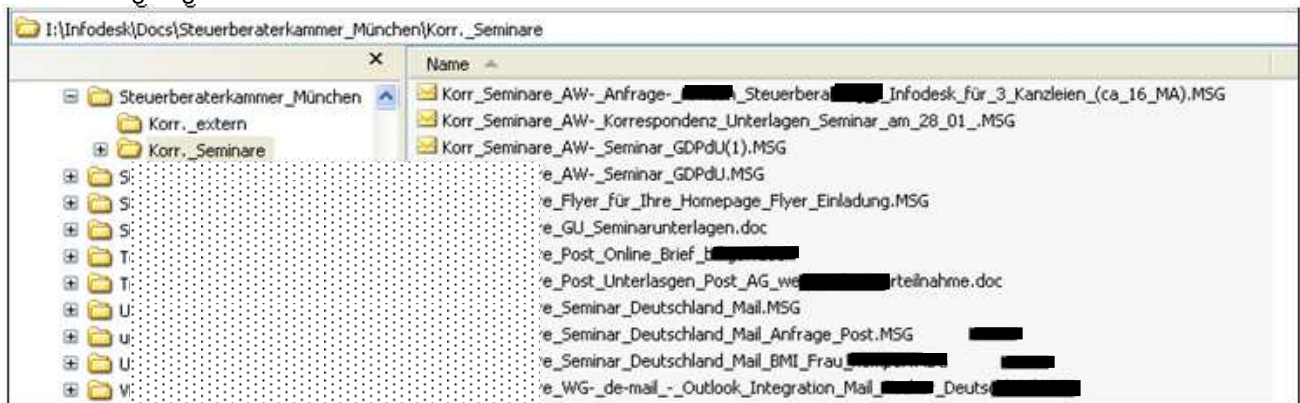 I:\Infodesk\Docs\Steuerberaterkammer_München\Korr._Seminare
Name
Steuerberaterkammer_München
Korr._extern
Korr._Seminare
S
S
S
T
T
U
u
U
V
Korr_Seminare_AW-_Anfrage-_ _Steuerbera _Infodesk_für_3_Kanzleien_(ca_16_MA).MSG
Korr_Seminare_AW-_Korrespondenz_Unterlagen_Seminar_am_28_01_.MSG
Korr_Seminare_AW-_Seminar_GDPdU(1).MSG
e_AW-_Seminar_GDPdU.MSG
e_Flyer_für_Ihre_Homepage_Flyer_Einladung.MSG
e_GU_Seminarunterlagen.doc
e_Post_Online_Brief_
e_Post_Unterlasgen_Post_AG_we rteilnahme.doc
e_Seminar_Deutschland_Mail.MSG
e_Seminar_Deutschland_Mail_Anfrage_Post.MSG
e_Seminar_Deutschland_Mail_BMI_Frau_
e_WG-_de-mail_-_Outlook_Integration_Mail_ _Deuts